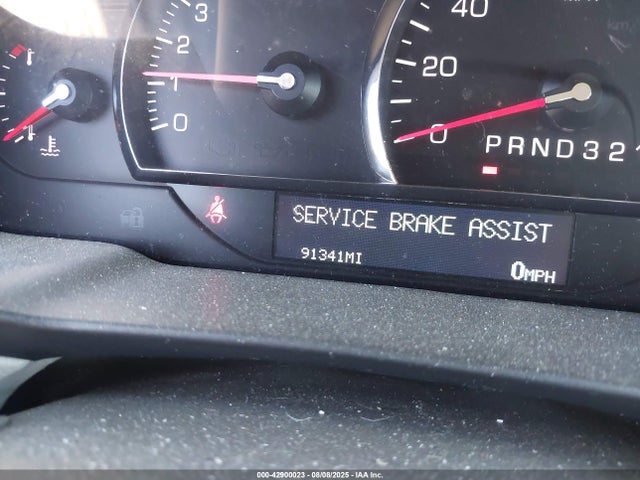 3
2
1
0
40
20
0
PRND321
SERVICE BRAKE ASSIST
91341MI
0MPH
000-42900023 - 08/08/2025 - IAA Inc.